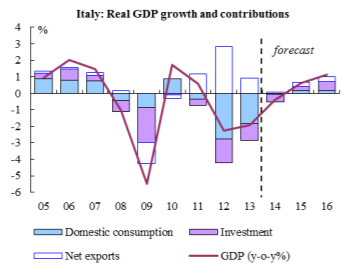 Italy: Real GDP growth and contributions
%
forecast
4
3
2
1
0
-1
-2
-3
-4
-5
-6
05 06 07 08 09 10 11 12 13 14 15 16
Domestic consumption Investment
Net exports GDP (y-o-y%)